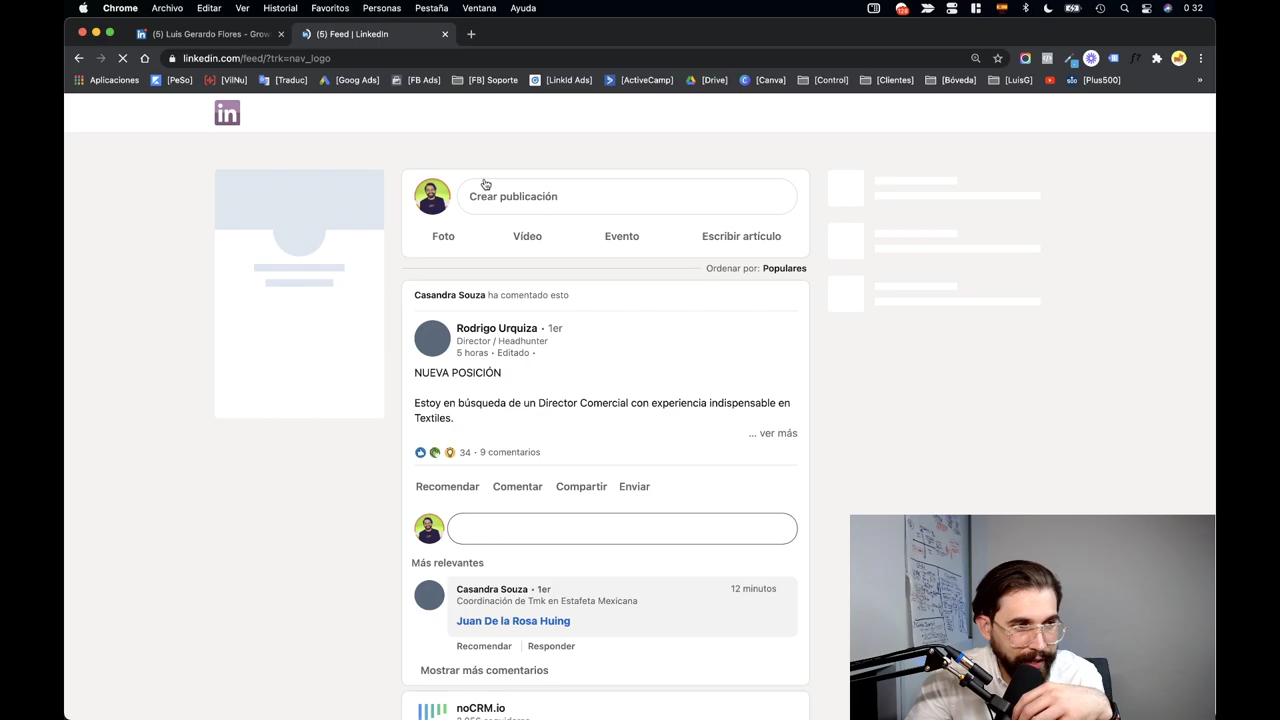 Chrome Archivo Editar Ver Historial Favoritos Personas Pestaña Ventana Ayuda
128
0 32
(5) Luis Gerardo Flores - Grow
(5) Feed | LinkedIn
linkedin.com/feed/?trk=nav_logo
Aplicaciones [PeSo] [VilNu] [Traduc] [Goog Ads] [FB Ads] [FB] Soporte [LinkId Ads] [ActiveCamp] [Drive] [Canva] [Control] [Clientes] [Bóveda] [LuisG] [Plus500] »
in
Crear publicación
Foto Vídeo Evento Escribir artículo
Ordenar por: Populares
Casandra Souza ha comentado esto
Rodrigo Urquiza • 1er
Director / Headhunter
5 horas • Editado •
NUEVA POSICIÓN
Estoy en búsqueda de un Director Comercial con experiencia indispensable en
Textiles.
... ver más
34 • 9 comentarios
Recomendar Comentar Compartir Enviar
Más relevantes
Casandra Souza • 1er
12 minutos
Coordinación de Tmk en Estafeta Mexicana
Juan De la Rosa Huing
Recomendar Responder
Mostrar más comentarios
noCRM.io